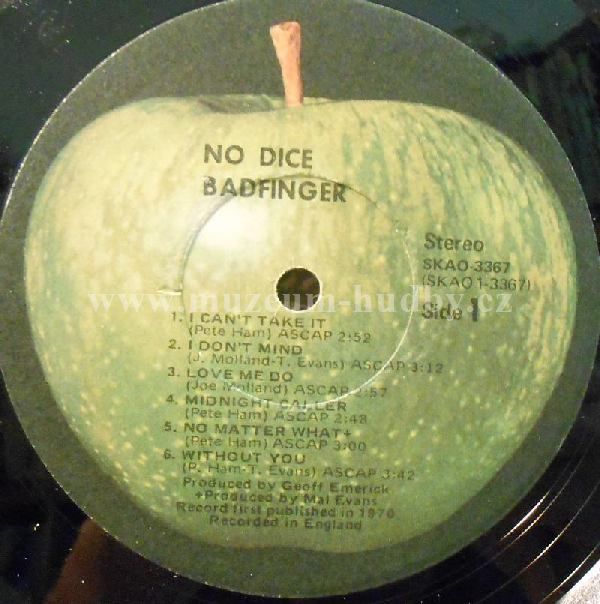 NO DICE
BADFINGER
Stereo
SKAO-3367
(SKAO 1-3367)
Side 1
www.muzeum-hudby.cz
1. I CAN'T TAKE IT
(Pete Ham) ASCAP 2:52
2. I DON'T MIND
(J. Molland-T. Evans) ASCAP 3:12
3. LOVE ME DO
(Joe Molland) ASCAP 2:57
4. MIDNIGHT CALLER
(Pete Ham) ASCAP 2:48
5. NO MATTER WHAT+
(Pete Ham) ASCAP 3:00
6. WITHOUT YOU
(P. Ham-T. Evans) ASCAP 3:42
Produced by Geoff Emerick
+Produced by Mal Evans
Record first published in 1970
Recorded in England